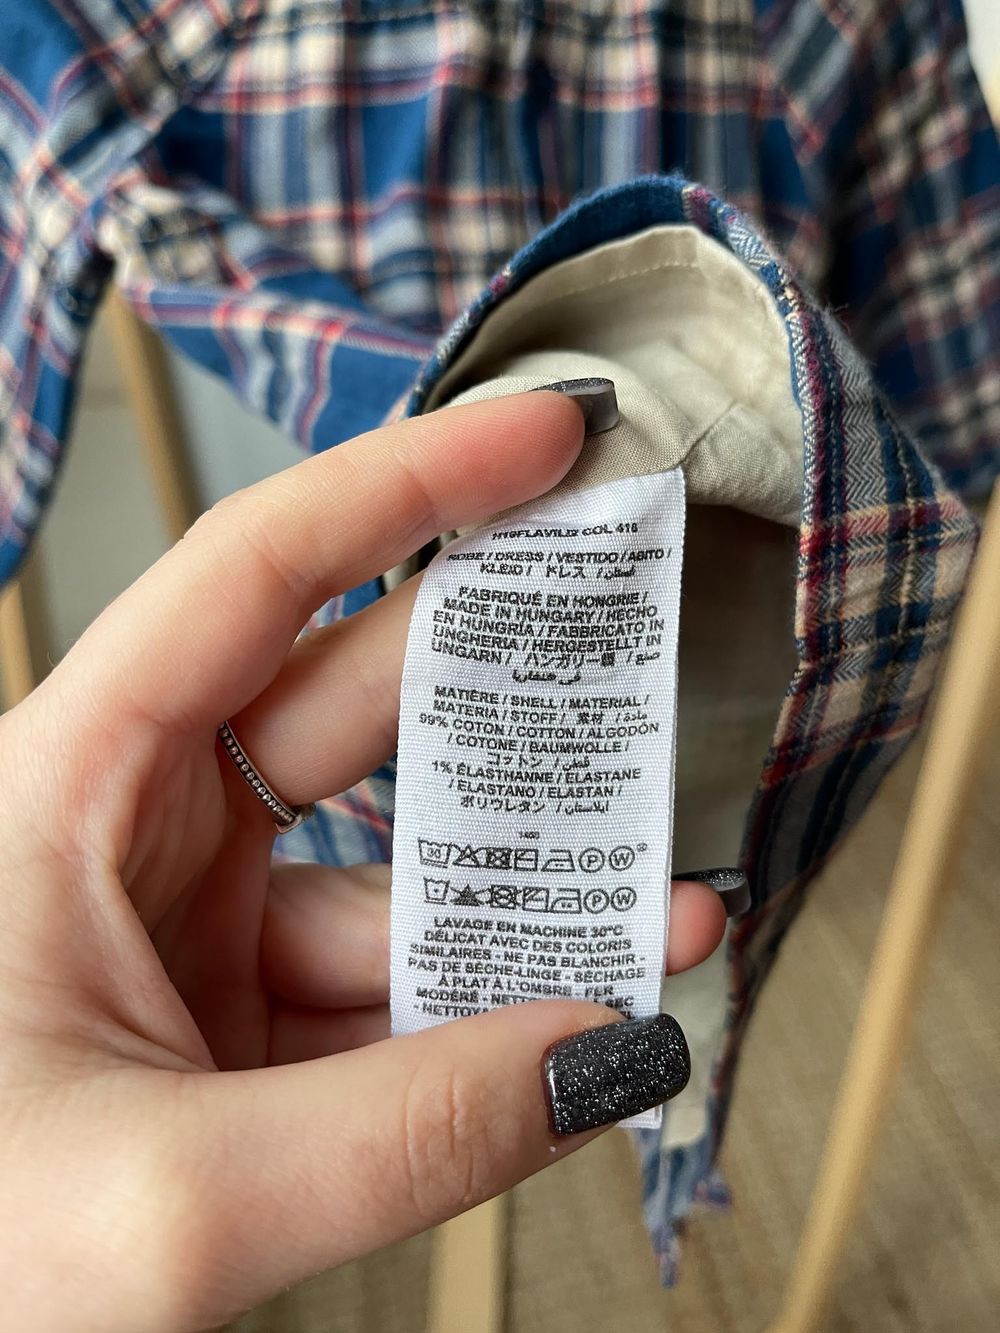 H19FLAVILI2 COL 418
ROBE / DRESS / VESTIDO / ABITO /
KLEID / ドレス / فستان
FABRIQUÉ EN HONGRIE /
MADE IN HUNGARY / HECHO
EN HUNGRIA / FABBRICATO IN
UNGHERIA / HERGESTELLT IN
UNGARN / ハンガリー製 / صنع
في هنغاريا
MATIÈRE / SHELL / MATERIAL /
MATERIA / STOFF / 素材 / مادة /
99% COTON / COTTON / ALGODÓN
/ COTONE / BAUMWOLLE /
コットン / قطن /
1% ÉLASTHANNE / ELASTANE
/ ELASTANO / ELASTAN /
ポリウレタン / ايلاستان
30 P W
P W
LAVAGE EN MACHINE 30°C
DÉLICAT AVEC DES COLORIS
SIMILAIRES - NE PAS BLANCHIR -
PAS DE SÈCHE-LINGE - SÉCHAGE
À PLAT À L'OMBRE - FER
MODÉRÉ - SEC